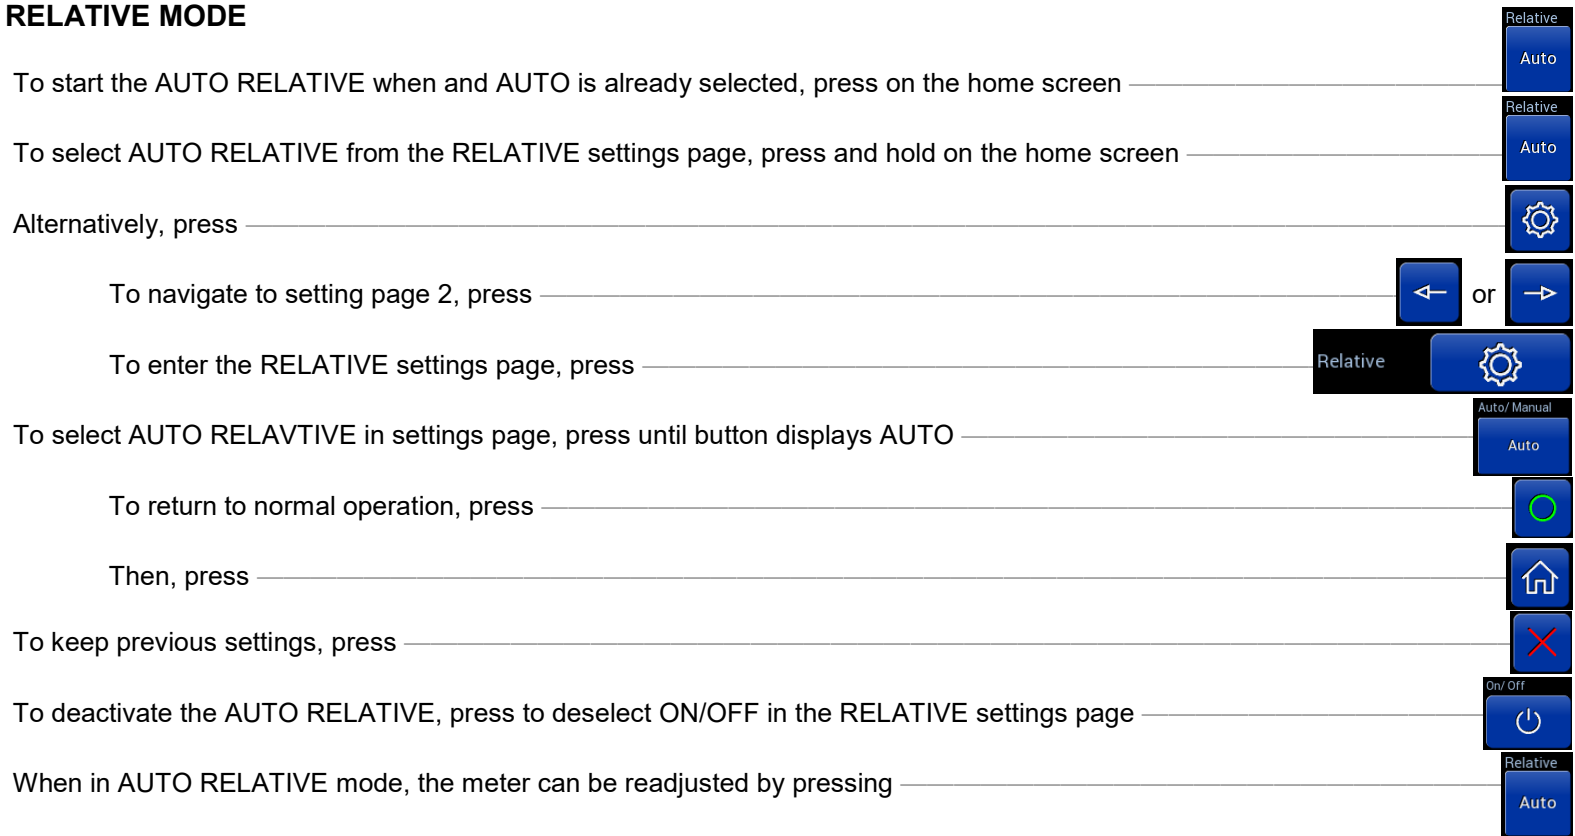 RELATIVE MODE
Relative
To start the AUTO RELATIVE when and AUTO is already selected, press on the home screen
Auto
Relative
To select AUTO RELATIVE from the RELATIVE settings page, press and hold on the home screen
Auto
Alternatively, press
To navigate to setting page 2, press
or
To enter the RELATIVE settings page, press
Relative
Auto/ Manual
To select AUTO RELAVTIVE in settings page, press until button displays AUTO
Auto
To return to normal operation, press
Then, press
To keep previous settings, press
On/ Off
To deactivate the AUTO RELATIVE, press to deselect ON/OFF in the RELATIVE settings page
Relative
When in AUTO RELATIVE mode, the meter can be readjusted by pressing
Auto